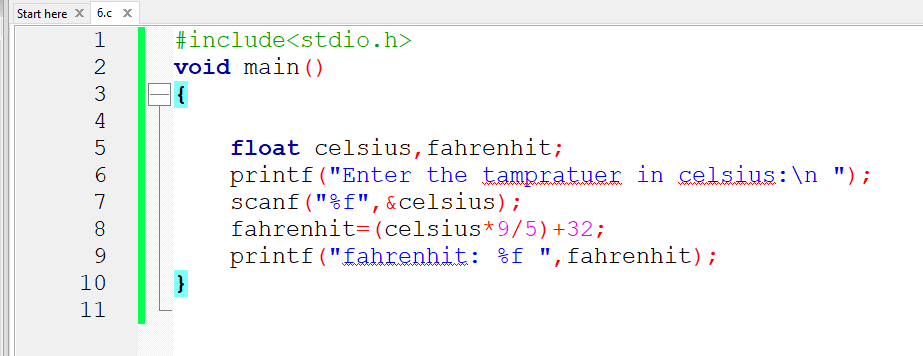 Start here X 6.c X
1 #include<stdio.h>
2 void main()
3 {
4
5 float celsius,fahrenhit;
6 printf("Enter the tampratuer in celsius:\n ");
7 scanf("%f",&celsius);
8 fahrenhit=(celsius*9/5)+32;
9 printf("fahrenhit: %f ",fahrenhit);
10 }
11